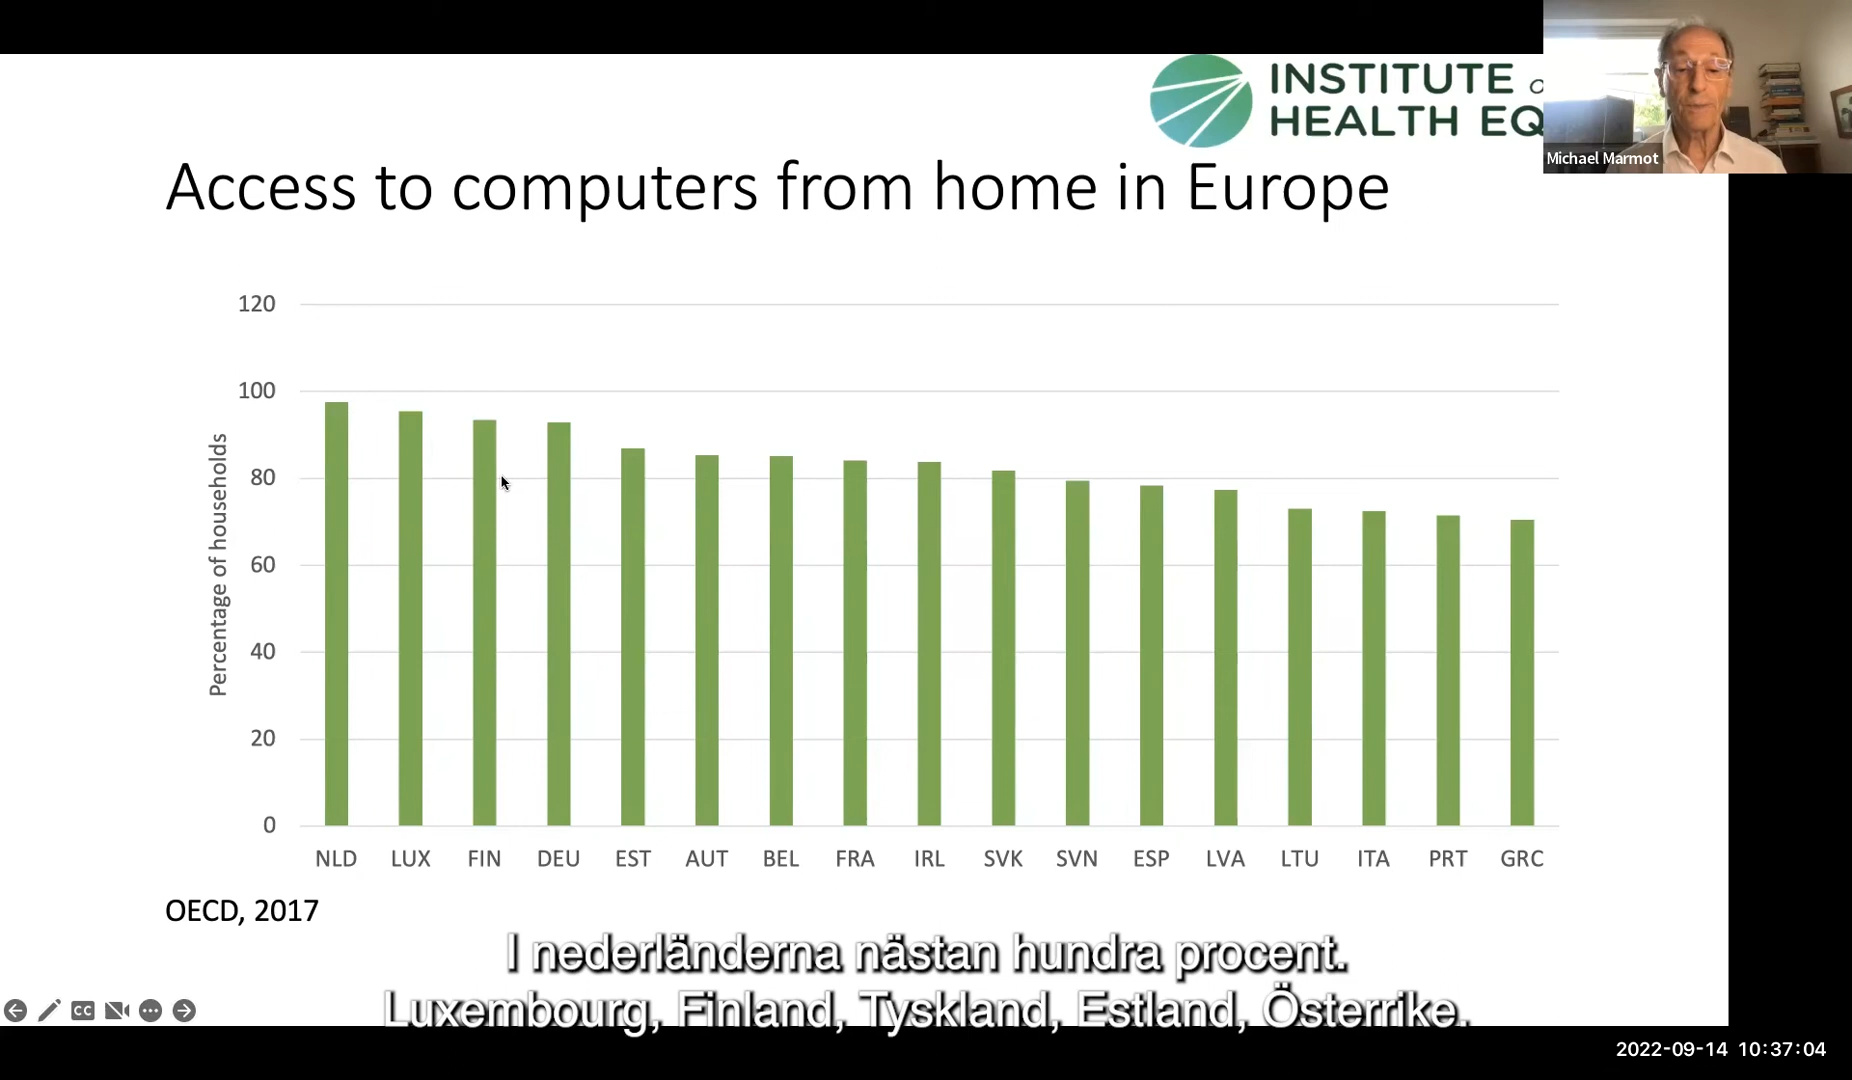 INSTITUTE o
HEALTH EQ
Michael Marmot
Access to computers from home in Europe
120
100
80
60
40
20
0
Percentage of households
NLD LUX FIN DEU EST AUT BEL FRA IRL SVK SVN ESP LVA LTU ITA PRT GRC
OECD, 2017
I nederländerna nästan hundra procent.
Luxembourg, Finland, Tyskland, Estland, Österrike.
CC
2022-09-14 10:37:04